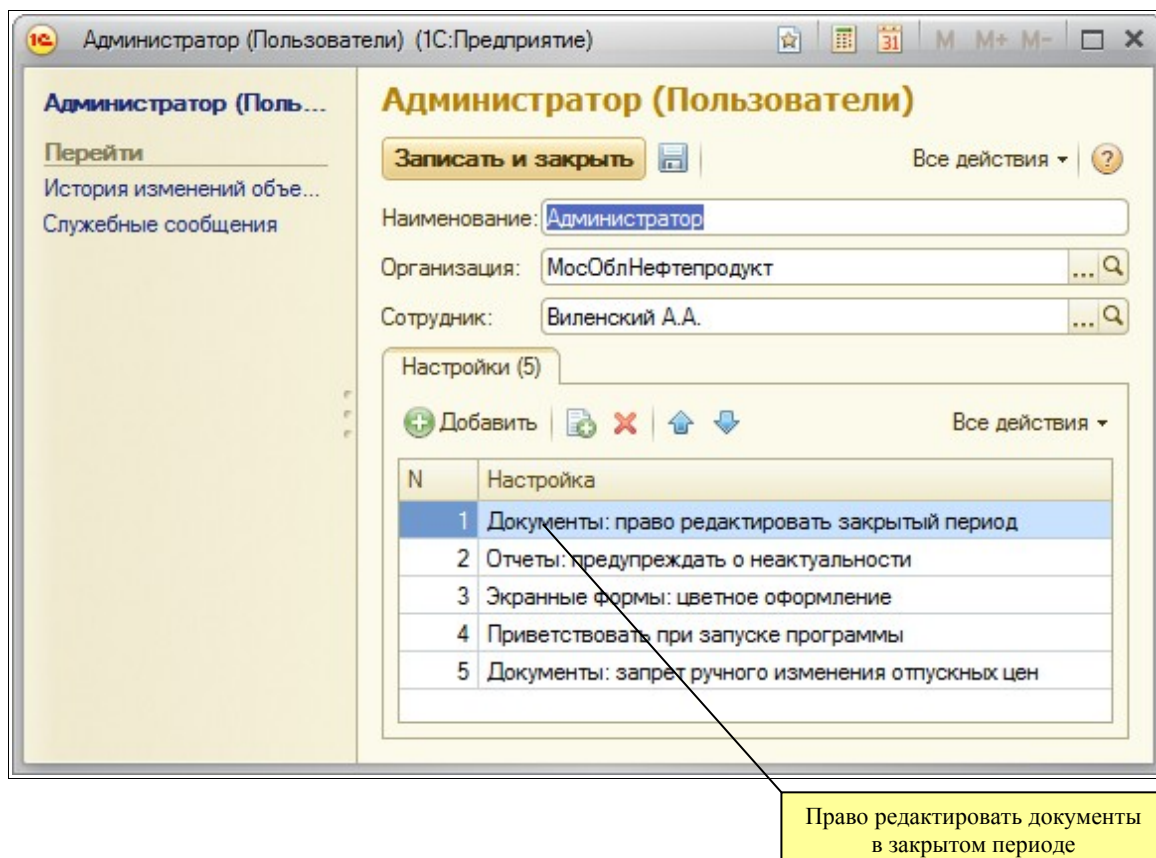 1С Администратор (Пользователи) (1С:Предприятие) 31 M M+ M-
Администратор (Поль...
Перейти
История изменений объе...
Служебные сообщения
Администратор (Пользователи)
Записать и закрыть Все действия ?
Наименование: Администратор
Организация: МосОблНефтепродукт ...
Сотрудник: Виленский А.А. ...
Настройки (5)
Добавить Все действия
N Настройка
1 Документы: право редактировать закрытый период
2 Отчеты: предупреждать о неактуальности
3 Экранные формы: цветное оформление
4 Приветствовать при запуске программы
5 Документы: запрет ручного изменения отпускных цен
Право редактировать документы
в закрытом периоде